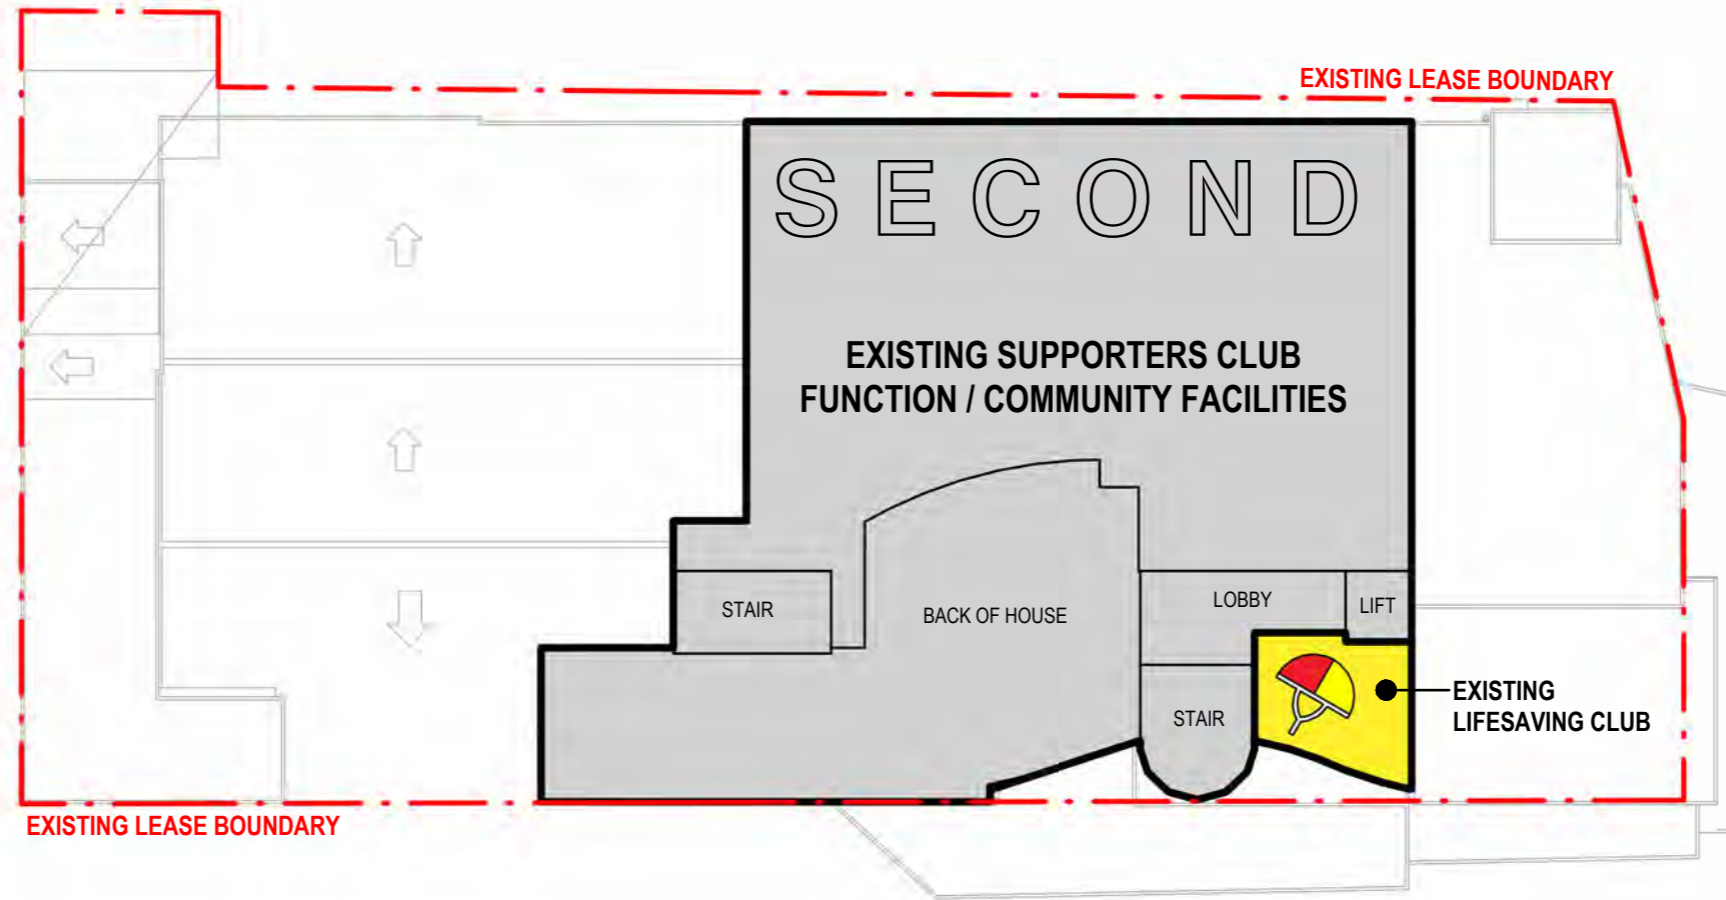 EXISTING LEASE BOUNDARY
S E C O N D
EXISTING SUPPORTERS CLUB
FUNCTION / COMMUNITY FACILITIES
STAIR
BACK OF HOUSE
LOBBY
LIFT
STAIR
EXISTING
LIFESAVING CLUB
EXISTING LEASE BOUNDARY